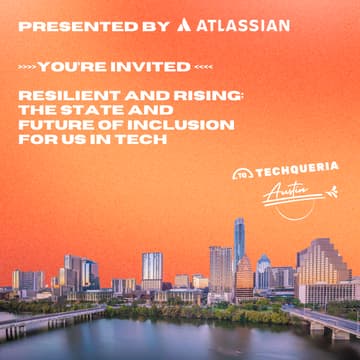 PRESENTED BY ATLASSIAN
>>>> YOU'RE INVITED <<<<
RESILIENT AND RISING:
THE STATE AND
FUTURE OF INCLUSION
FOR US IN TECH
TQ TECHQUERIA
Austin